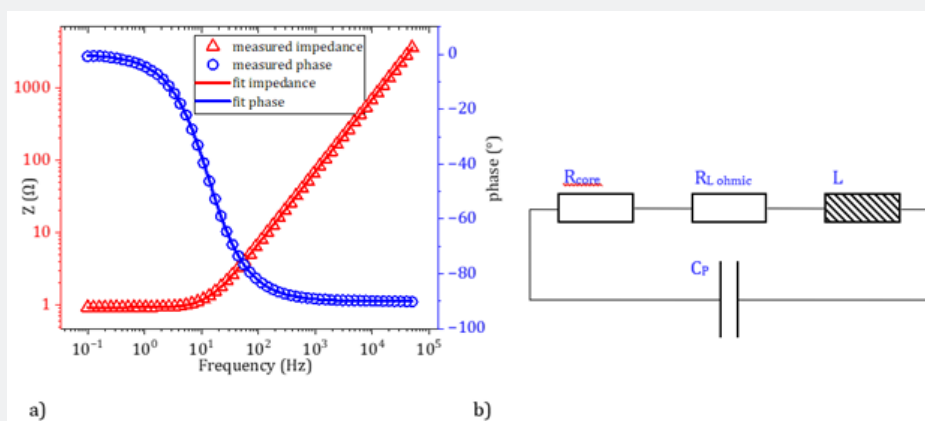 measured impedance
measured phase
fit impedance
fit phase
Z (Ω)
1000
100
10
1
phase (°)
0
−20
−40
−60
−80
−100
10⁻¹ 10⁰ 10¹ 10² 10³ 10⁴ 10⁵
Frequency (Hz)
a)
Rcore
RL ohmic
L
CP
b)